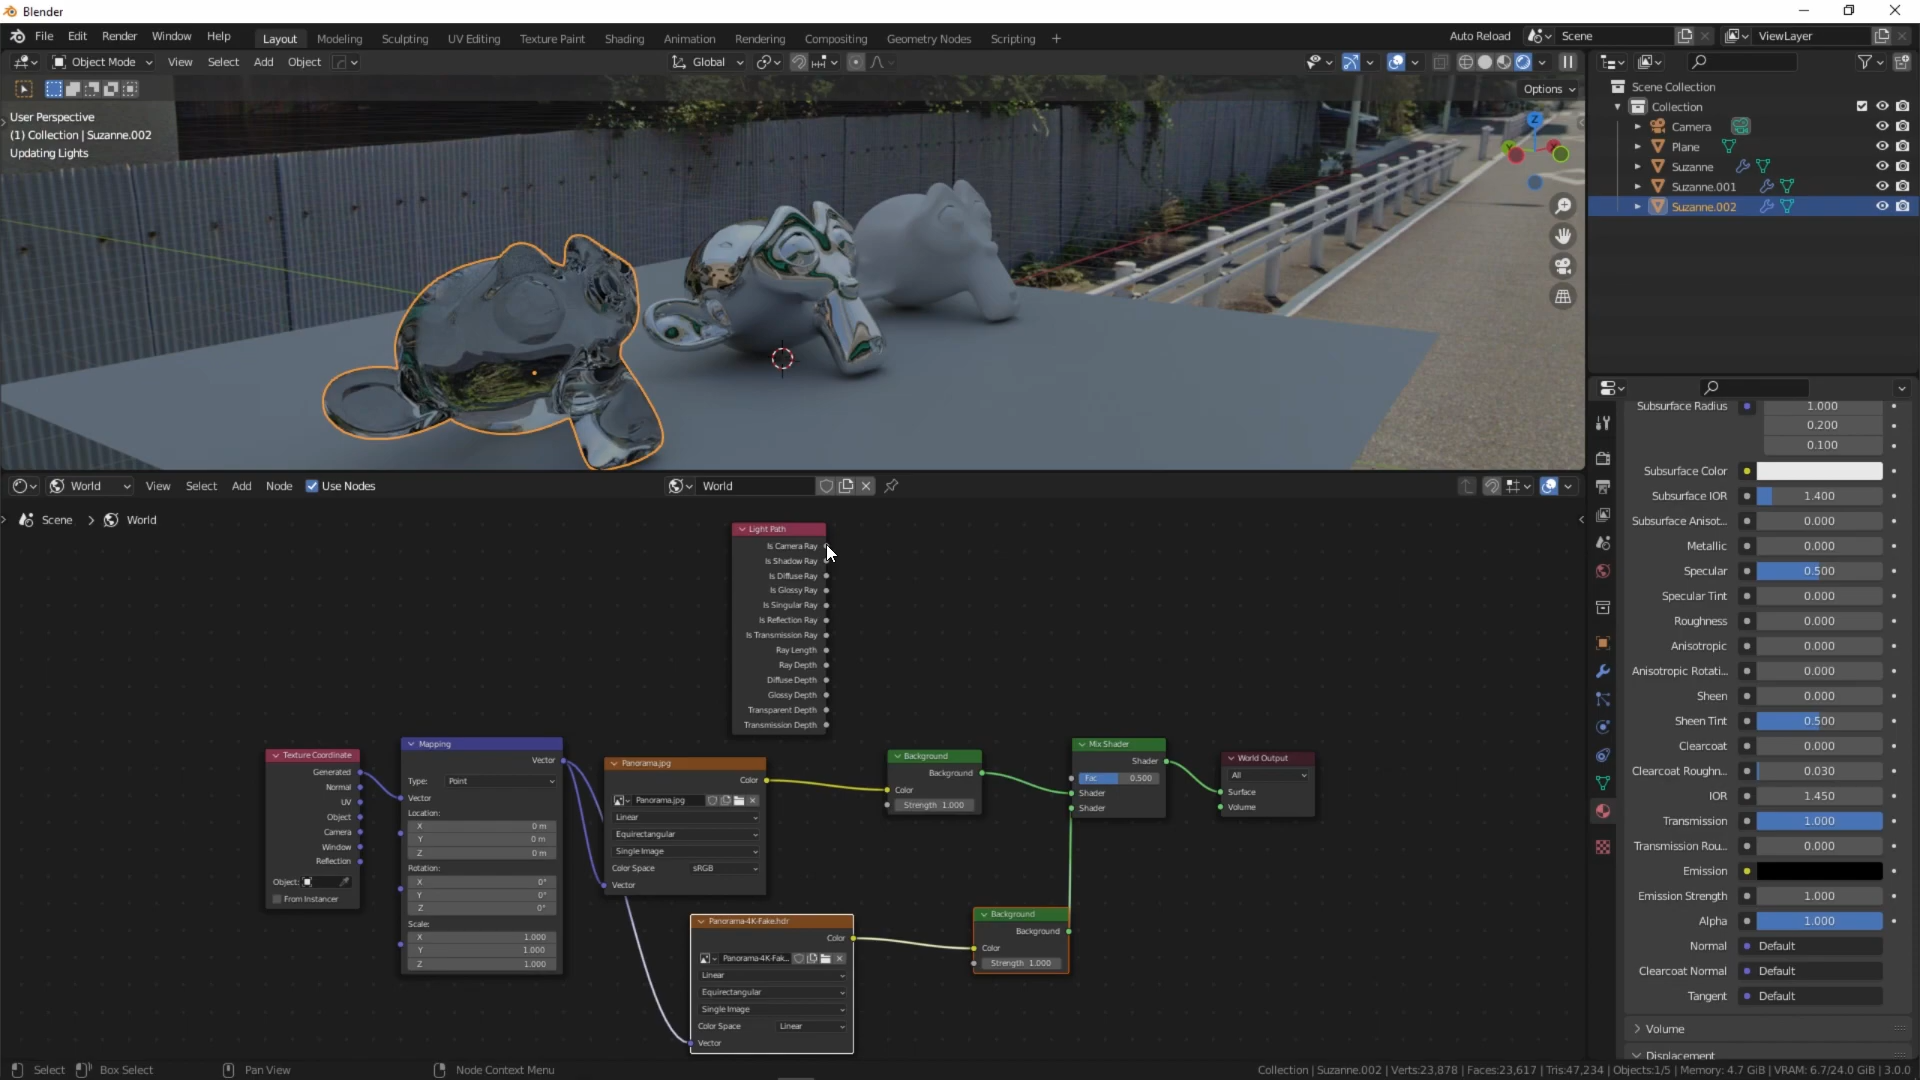 Blender
File Edit Render Window Help Layout Modeling Sculpting UV Editing Texture Paint Shading Animation Rendering Compositing Geometry Nodes Scripting + Auto Reload Scene ViewLayer
Object Mode View Select Add Object Global
Options
User Perspective
(1) Collection | Suzanne.002
Updating Lights
Z
Scene Collection
Collection
Camera
Plane
Suzanne
Suzanne.001
Suzanne.002
World View Select Add Node Use Nodes World
Scene > World
Light Path
Is Camera Ray
Is Shadow Ray
Is Diffuse Ray
Is Glossy Ray
Is Singular Ray
Is Reflection Ray
Is Transmission Ray
Ray Length
Ray Depth
Diffuse Depth
Glossy Depth
Transparent Depth
Transmission Depth
Texture Coordinate
Generated
Normal
UV
Object
Camera
Window
Reflection
Object:
From Instancer
Mapping
Vector
Type: Point
Vector
Location:
X 0 m
Y 0 m
Z 0 m
Rotation:
X 0°
Y 0°
Z 0°
Scale:
X 1.000
Y 1.000
Z 1.000
Panorama.jpg
Color
Panorama.jpg
Linear
Equirectangular
Single Image
Color Space sRGB
Vector
Panorama-4K-Fake.hdr
Color
Panorama-4K-Fak...
Linear
Equirectangular
Single Image
Color Space Linear
Vector
Background
Background
Color
Strength 1.000
Background
Background
Color
Strength 1.000
Mix Shader
Shader
Fac 0.500
Shader
Shader
World Output
All
Surface
Volume
Subsurface Radius 1.000
0.200
0.100
Subsurface Color
Subsurface IOR 1.400
Subsurface Anisot... 0.000
Metallic 0.000
Specular 0.500
Specular Tint 0.000
Roughness 0.000
Anisotropic 0.000
Anisotropic Rotati... 0.000
Sheen 0.000
Sheen Tint 0.500
Clearcoat 0.000
Clearcoat Roughn... 0.030
IOR 1.450
Transmission 1.000
Transmission Rou... 0.000
Emission
Emission Strength 1.000
Alpha 1.000
Normal Default
Clearcoat Normal Default
Tangent Default
Volume
Displacement
Select Box Select Pan View Node Context Menu Collection | Suzanne.002 | Verts:23,878 | Faces:23,617 | Tris:47,234 | Objects:1/5 | Memory: 4.7 GiB | VRAM: 6.7/24.0 GiB | 3.0.0